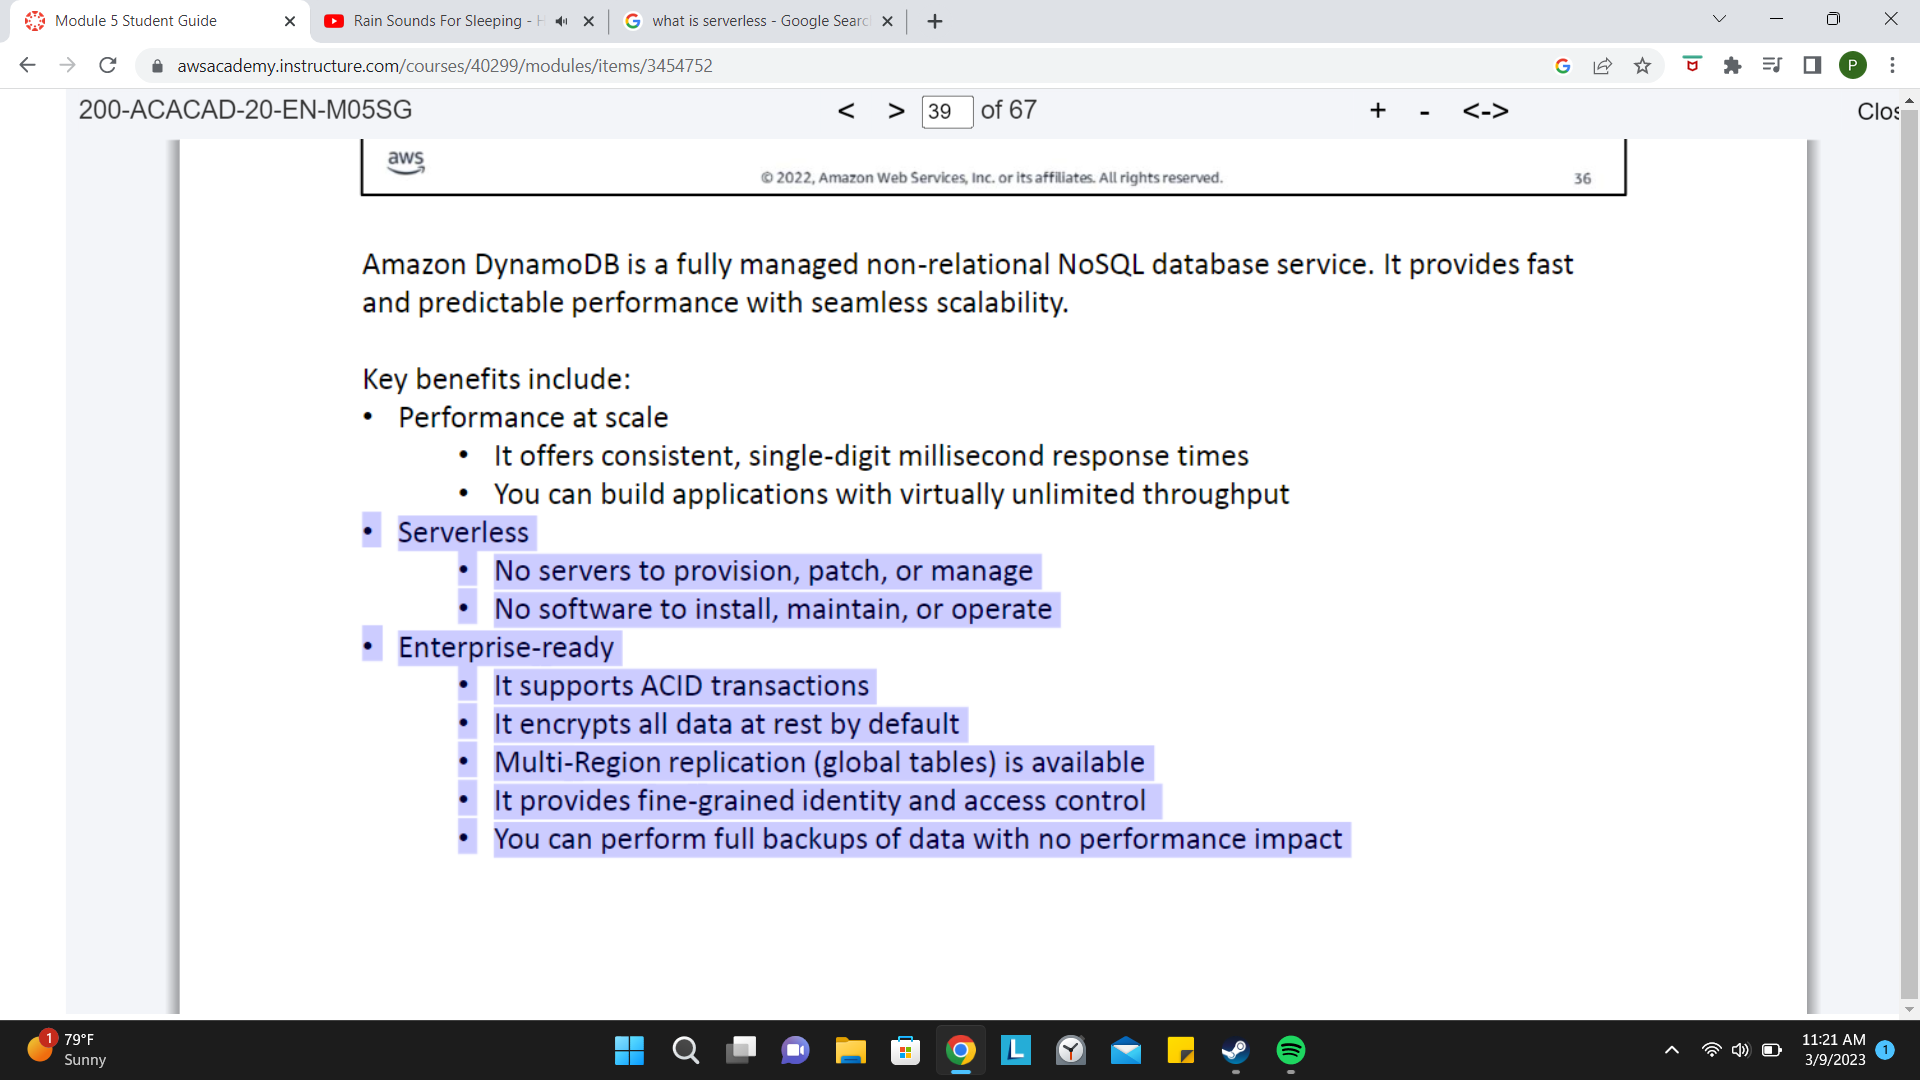 Module 5 Student Guide
Rain Sounds For Sleeping -
what is serverless - Google Searc
awsacademy.instructure.com/courses/40299/modules/items/3454752
P
200-ACACAD-20-EN-M05SG
< > 39 of 67
+ - <->
Clos
aws
© 2022, Amazon Web Services, Inc. or its affiliates. All rights reserved.
36
Amazon DynamoDB is a fully managed non-relational NoSQL database service. It provides fast
and predictable performance with seamless scalability.
Key benefits include:
• Performance at scale
• It offers consistent, single-digit millisecond response times
• You can build applications with virtually unlimited throughput
• Serverless
• No servers to provision, patch, or manage
• No software to install, maintain, or operate
• Enterprise-ready
• It supports ACID transactions
• It encrypts all data at rest by default
• Multi-Region replication (global tables) is available
• It provides fine-grained identity and access control
• You can perform full backups of data with no performance impact
1
79°F
Sunny
L
11:21 AM
3/9/2023
1